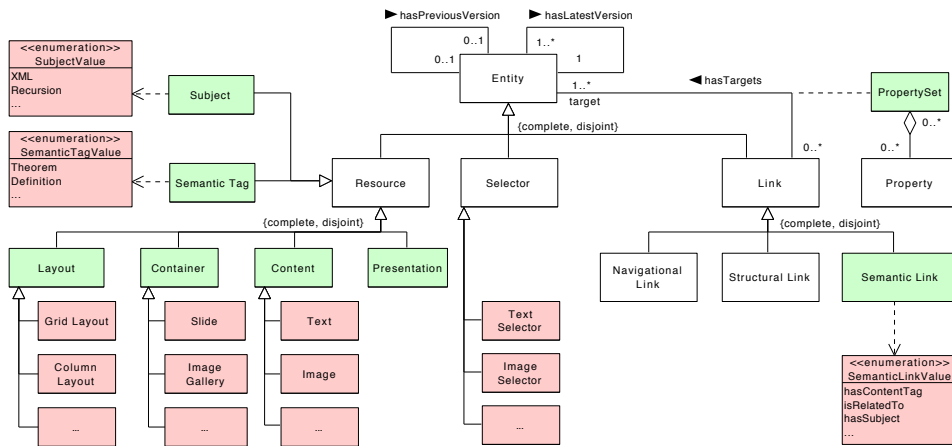 hasPreviousVersion
hasLatestVersion
0..1
1..*
0..1
1
Entity
<<enumeration>>
SubjectValue
XML
Recursion
...
Subject
1..*
target
hasTargets
PropertySet
0..*
{complete, disjoint}
<<enumeration>>
SemanticTagValue
Theorem
Definition
...
Semantic Tag
Resource
Selector
0..*
Link
0..*
Property
{complete, disjoint}
{complete, disjoint}
Layout
Container
Content
Presentation
Navigational
Link
Structural Link
Semantic Link
Grid Layout
Slide
Text
Text
Selector
Column
Layout
Image
Gallery
Image
Image
Selector
...
...
...
...
<<enumeration>>
SemanticLinkValue
hasContentTag
isRelatedTo
hasSubject
...